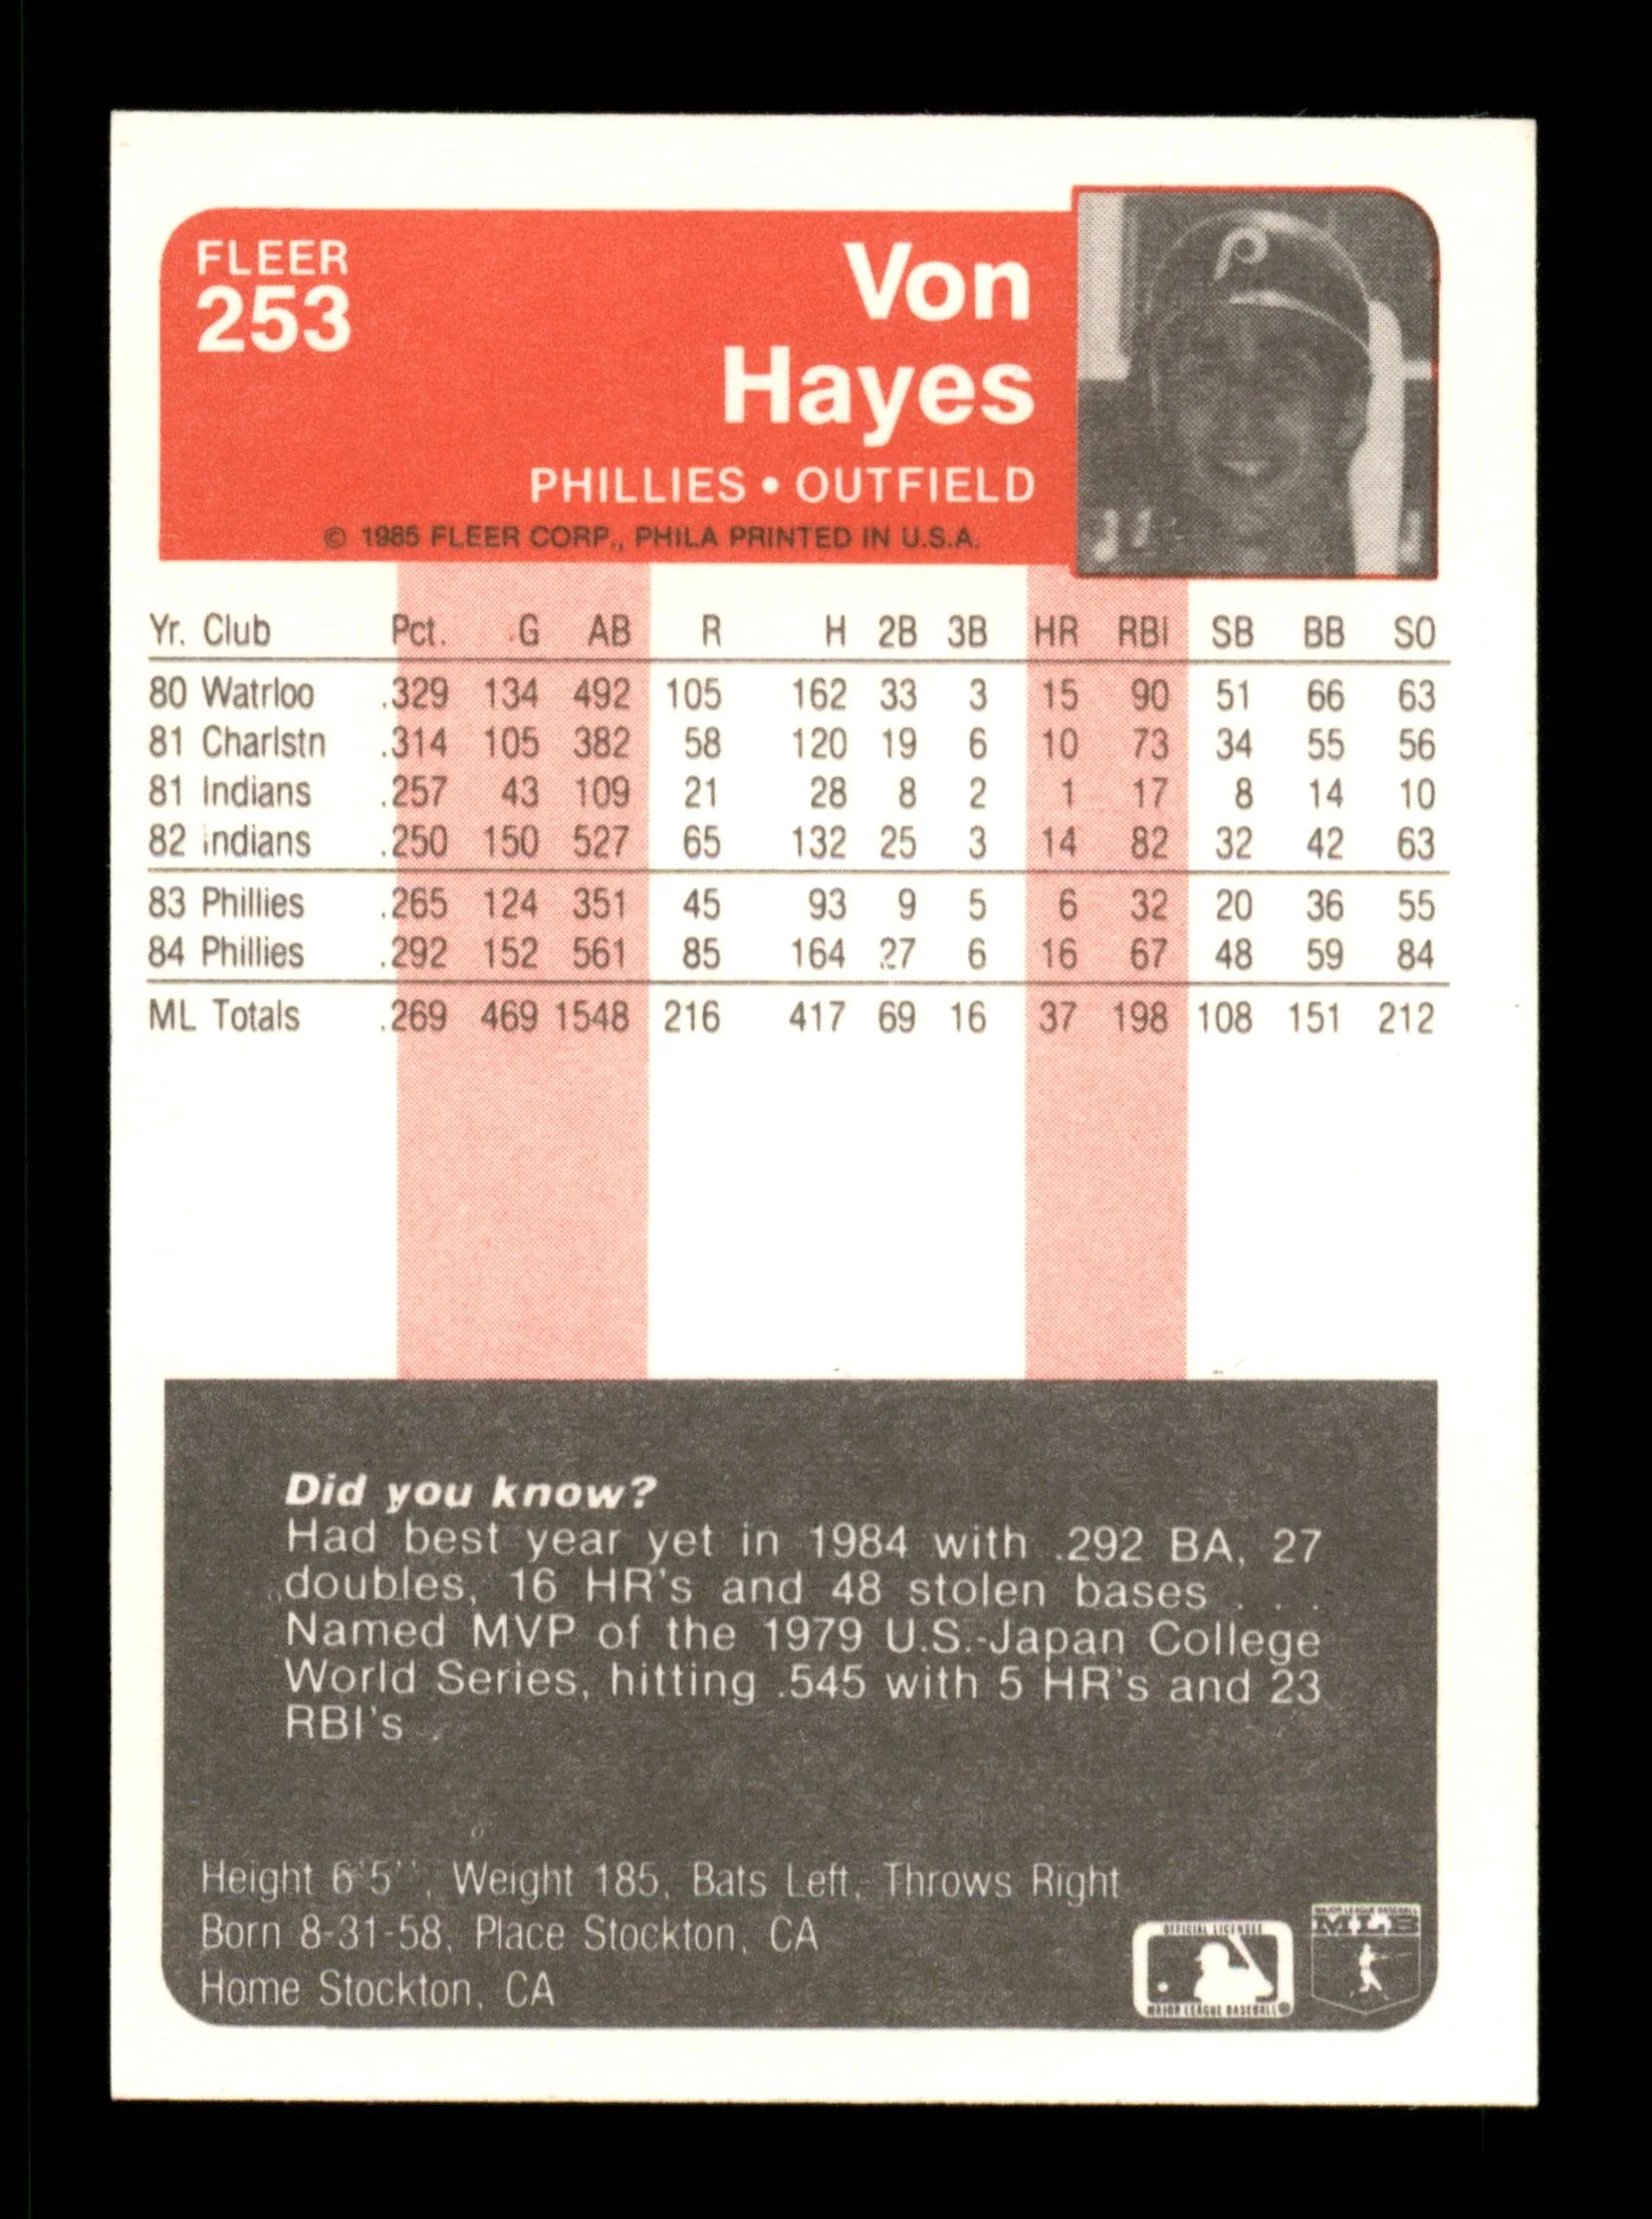 FLEER
253
Von
Hayes
PHILLIES • OUTFIELD
© 1985 FLEER CORP., PHILA PRINTED IN U.S.A.
Yr. Club Pct. G AB R H 2B 3B HR RBI SB BB SO
80 Watrloo .329 134 492 105 162 33 3 15 90 51 66 63
81 Charlstn .314 105 382 58 120 19 6 10 73 34 55 56
81 Indians .257 43 109 21 28 8 2 1 17 8 14 10
82 Indians .250 150 527 65 132 25 3 14 82 32 42 63
83 Phillies .265 124 351 45 93 9 5 6 32 20 36 55
84 Phillies .292 152 561 85 164 27 6 16 67 48 59 84
ML Totals .269 469 1548 216 417 69 16 37 198 108 151 212
Did you know?
Had best year yet in 1984 with .292 BA, 27
doubles, 16 HR's and 48 stolen bases . . .
Named MVP of the 1979 U.S.-Japan College
World Series, hitting .545 with 5 HR's and 23
RBI's
Height 6'5'', Weight 185, Bats Left, Throws Right
Born 8-31-58, Place Stockton, CA
Home Stockton, CA
OFFICIAL LICENSEE
MAJOR LEAGUE BASEBALL
MAJOR LEAGUE BASEBALL
MLB